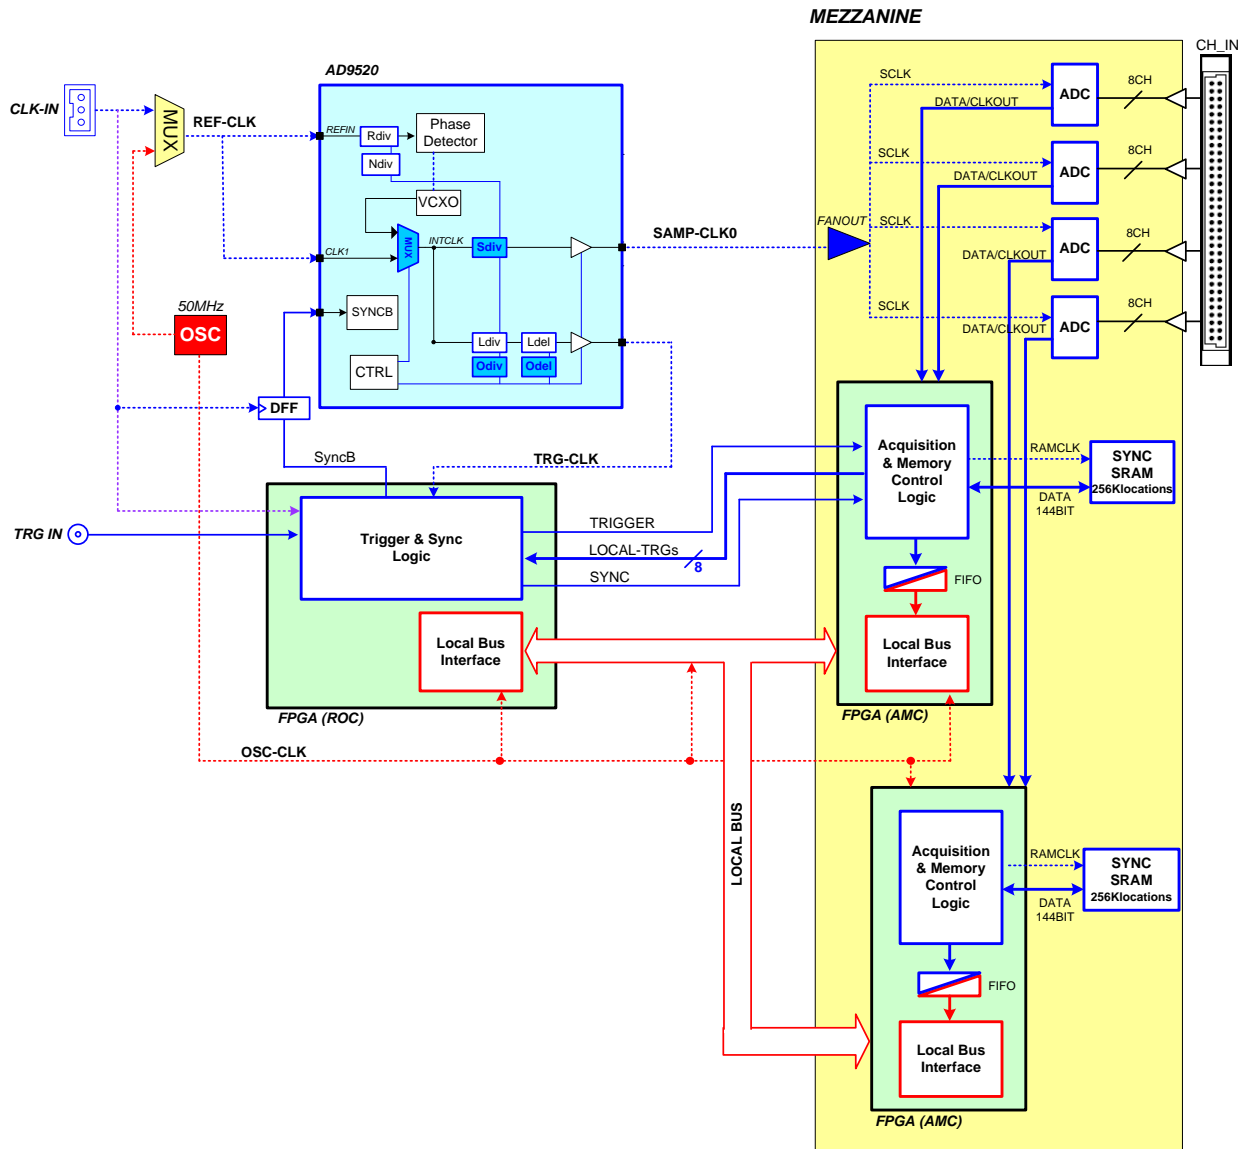 MEZZANINE
CH_IN
AD9520
CLK-IN
MUX
REF-CLK
REFIN
Rdiv
Phase
Detector
Ndiv
VCXO
MUX
INTCLK
CLK1
Sdiv
SYNCB
Ldiv
Ldel
Odiv
Odel
CTRL
SAMP-CLK0
FANOUT
SCLK
DATA/CLKOUT
ADC
8CH
SCLK
DATA/CLKOUT
ADC
8CH
SCLK
DATA/CLKOUT
ADC
8CH
SCLK
DATA/CLKOUT
ADC
8CH
50MHz
OSC
DFF
SyncB
TRG-CLK
TRG IN
Trigger & Sync
Logic
TRIGGER
LOCAL-TRGs
8
SYNC
Local Bus
Interface
FPGA (ROC)
Acquisition
& Memory
Control
Logic
RAMCLK
SYNC
SRAM
256Klocations
DATA
144BIT
FIFO
Local Bus
Interface
FPGA (AMC)
OSC-CLK
LOCAL BUS
Acquisition
& Memory
Control
Logic
RAMCLK
SYNC
SRAM
256Klocations
DATA
144BIT
FIFO
Local Bus
Interface
FPGA (AMC)